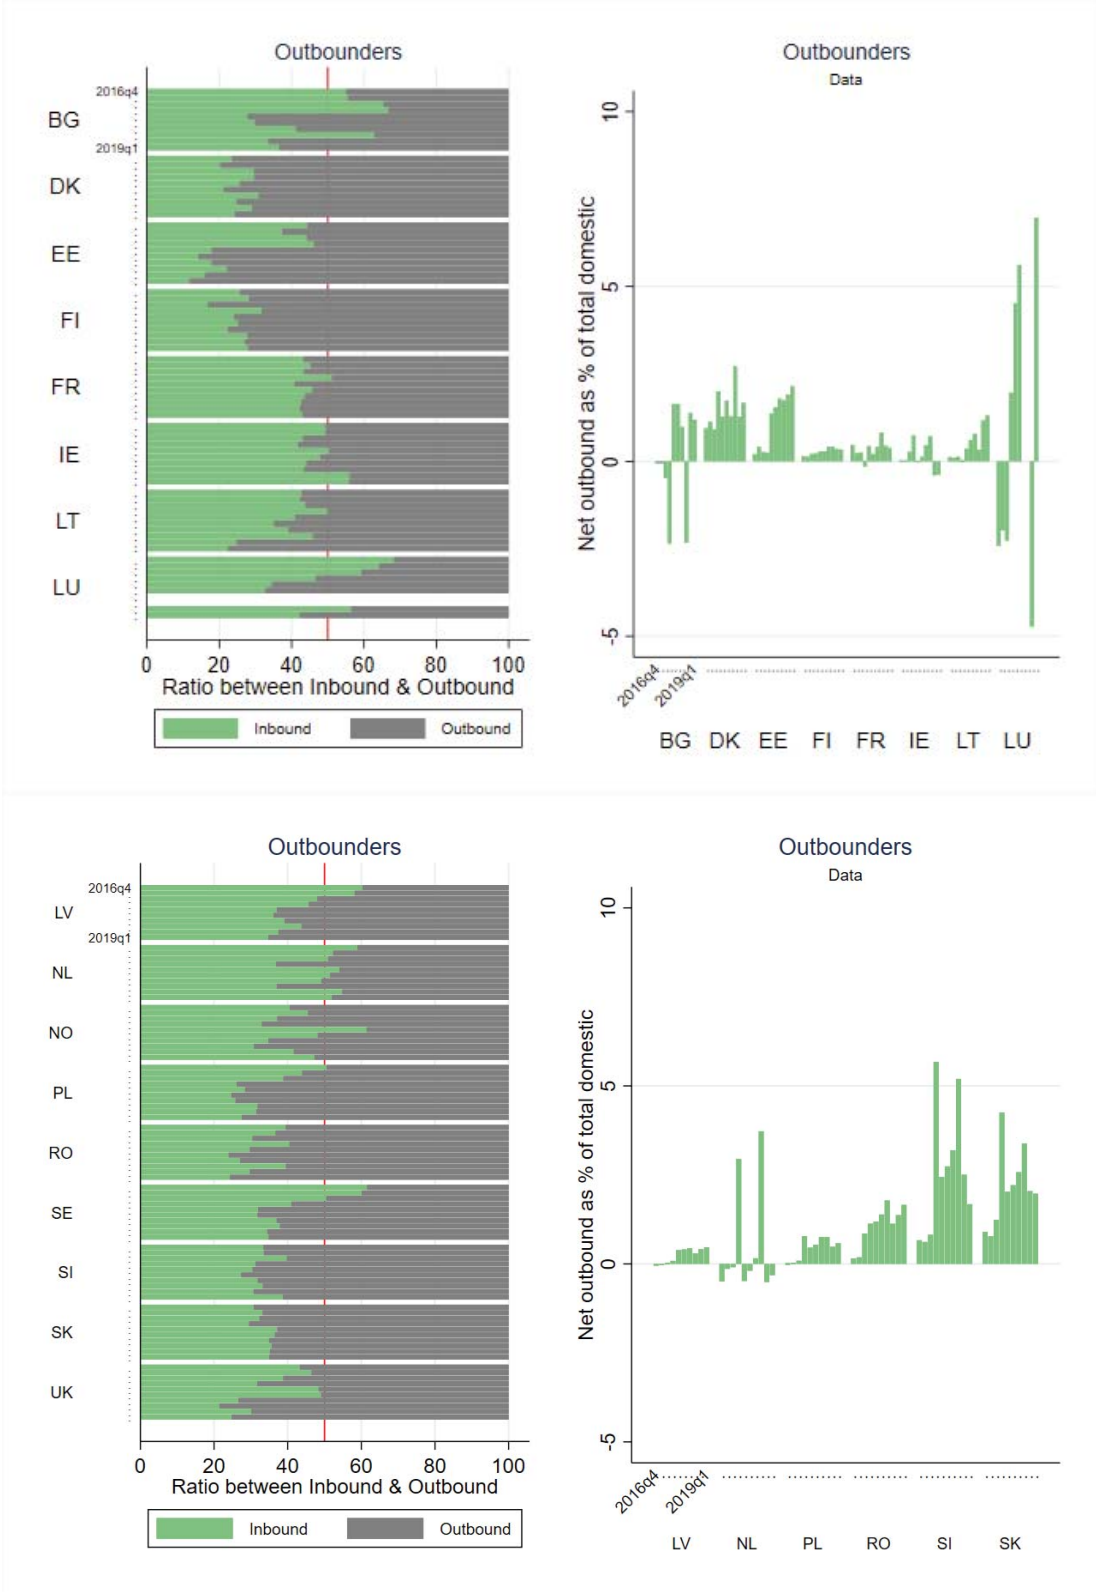 Outbounders
2016q4
BG
2019q1
DK
EE
FI
FR
IE
LT
LU
0 20 40 60 80 100
Ratio between Inbound & Outbound
Inbound Outbound
Outbounders
Data
Net outbound as % of total domestic
10
5
0
-5
2016q4 2019q1
BG DK EE FI FR IE LT LU
Outbounders
2016q4
LV
2019q1
NL
NO
PL
RO
SE
SI
SK
UK
0 20 40 60 80 100
Ratio between Inbound & Outbound
Inbound Outbound
Outbounders
Data
Net outbound as % of total domestic
10
5
0
-5
2016q4 2019q1
LV NL PL RO SI SK